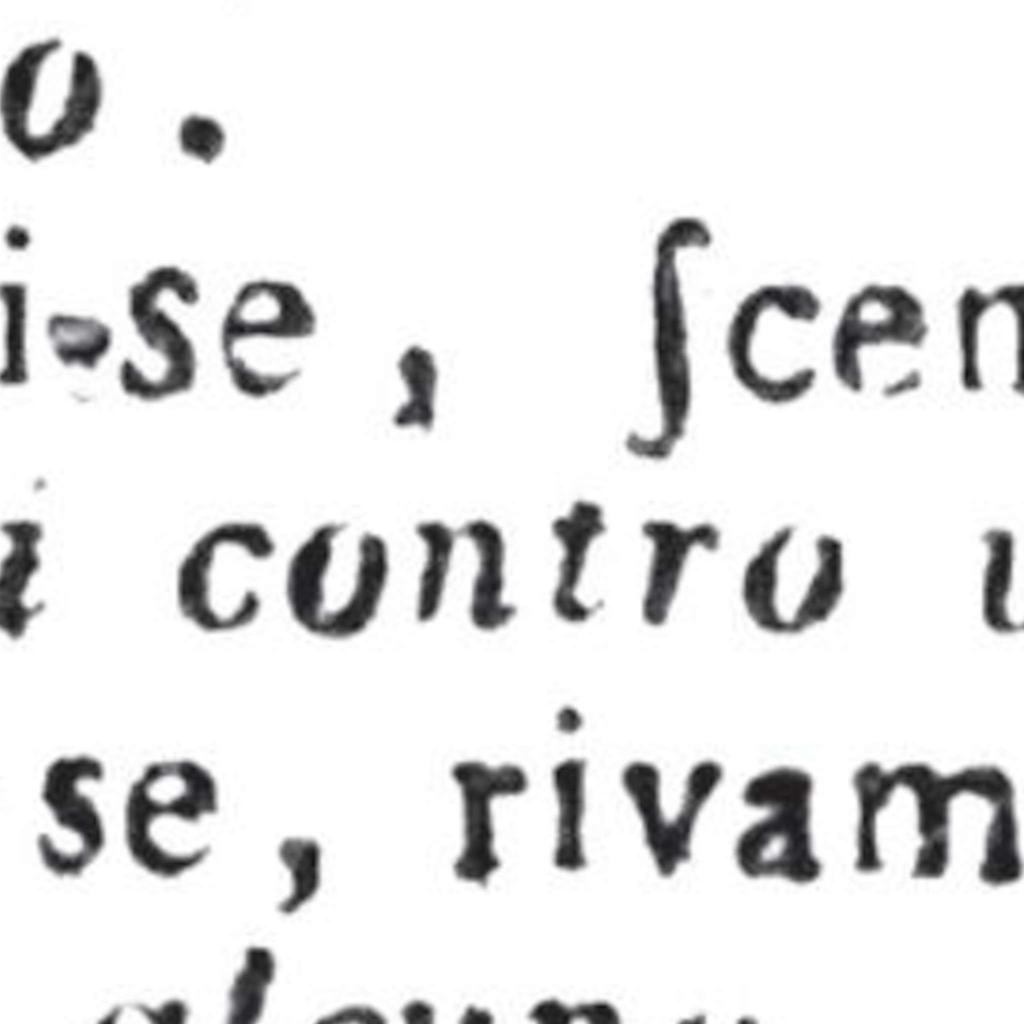 o.
i-se, ſcen
i contro u
se, rivam